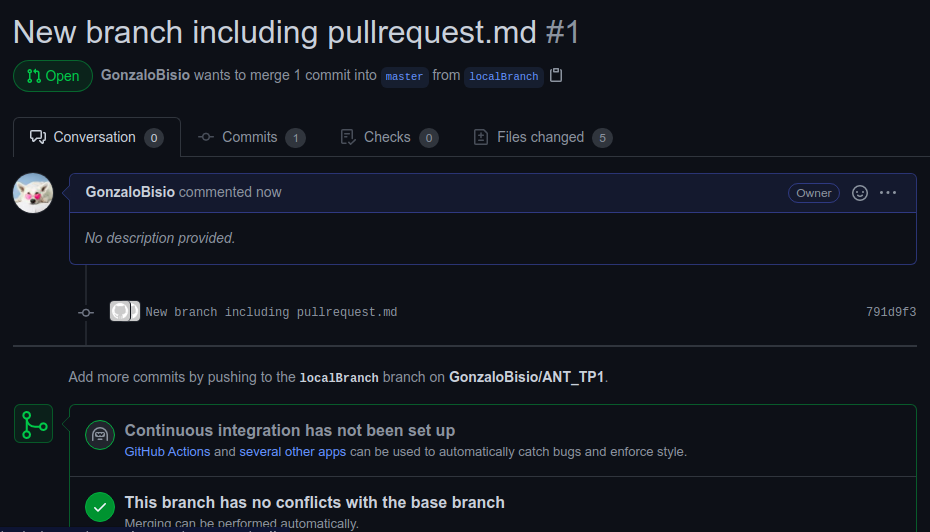 New branch including pullrequest.md #1
Open GonzaloBisio wants to merge 1 commit into master from localBranch
Conversation 0 Commits 1 Checks 0 Files changed 5
GonzaloBisio commented now Owner
No description provided.
New branch including pullrequest.md 791d9f3
Add more commits by pushing to the localBranch branch on GonzaloBisio/ANT_TP1.
Continuous integration has not been set up
GitHub Actions and several other apps can be used to automatically catch bugs and enforce style.
This branch has no conflicts with the base branch
Merging can be performed automatically.